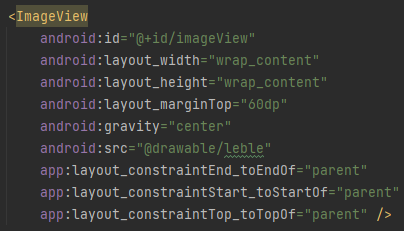 <ImageView
android:id="@+id/imageView"
android:layout_width="wrap_content"
android:layout_height="wrap_content"
android:layout_marginTop="60dp"
android:gravity="center"
android:src="@drawable/leble"
app:layout_constraintEnd_toEndOf="parent"
app:layout_constraintStart_toStartOf="parent"
app:layout_constraintTop_toTopOf="parent" />